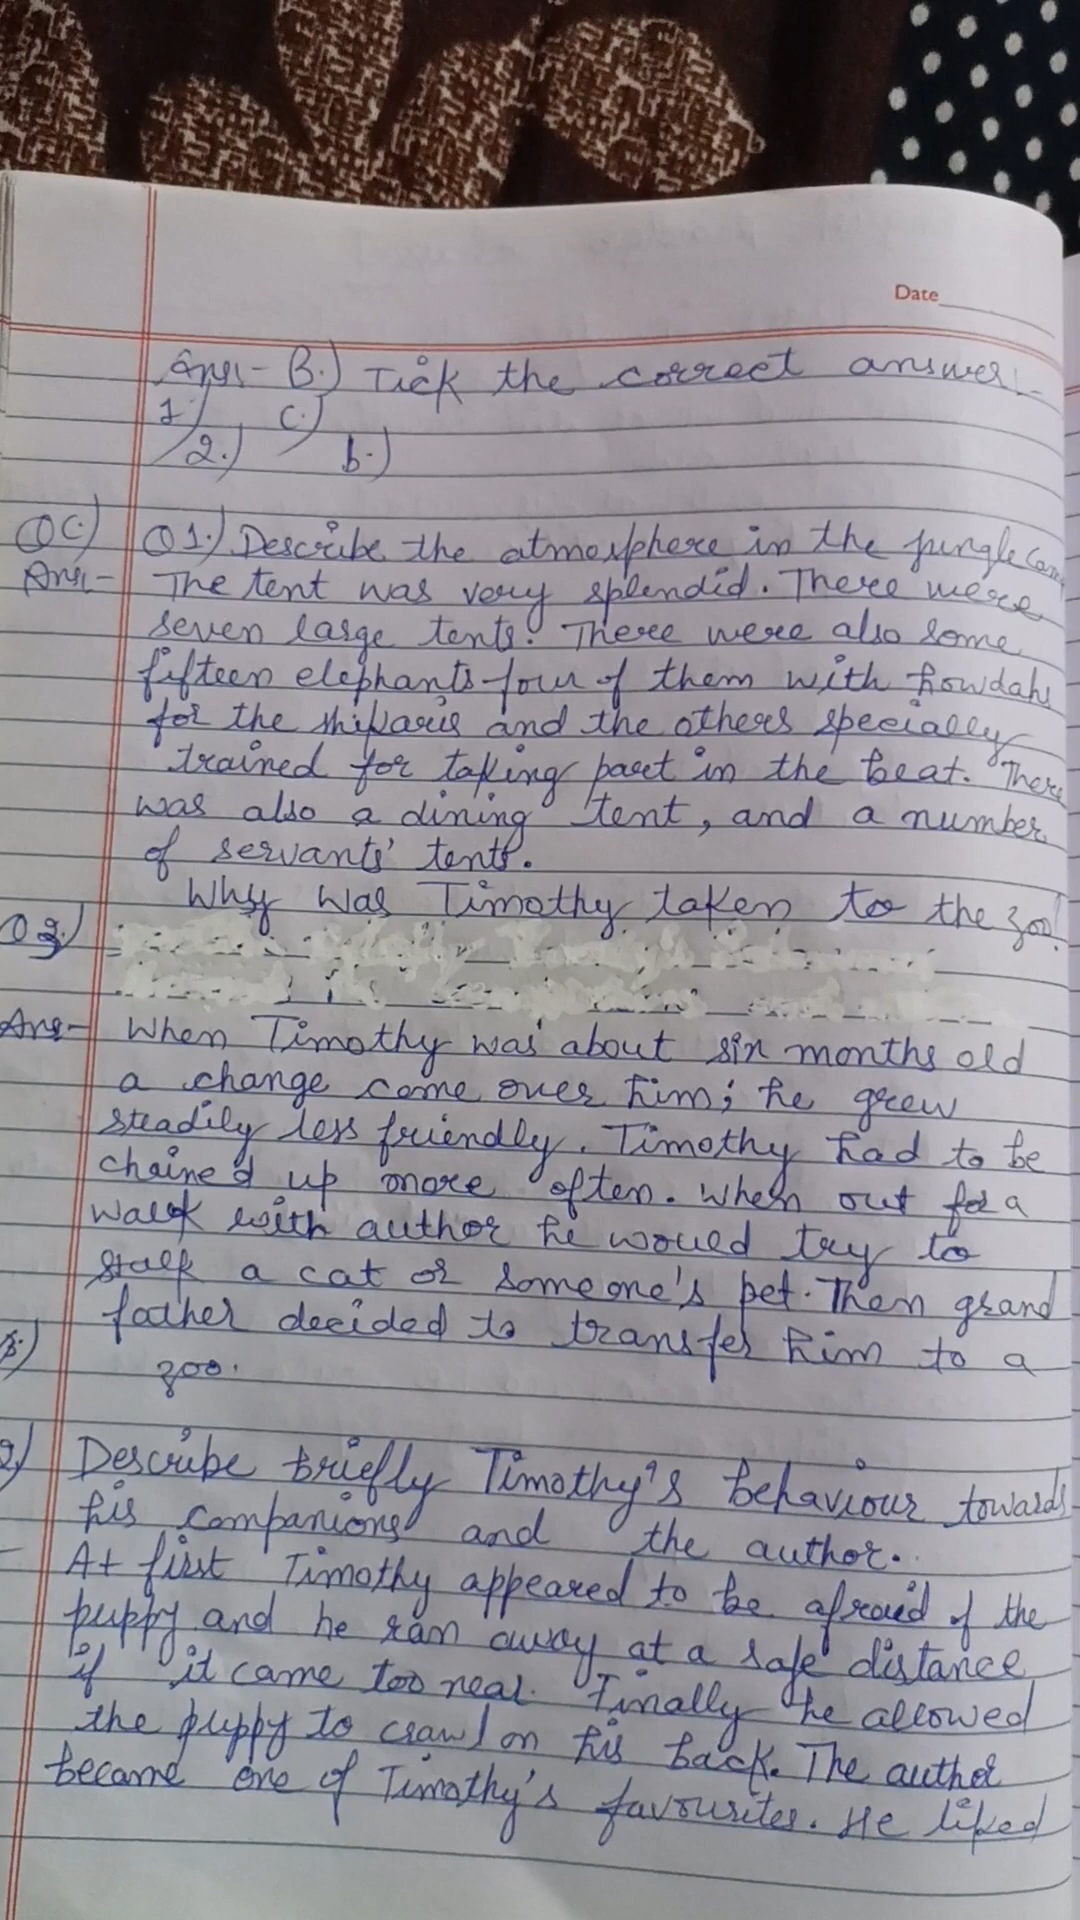 Date
Ans- B.) Tick the correct answer:-
1.) c.)
2.) b.)
Q C) Q 1.) Describe the atmosphere in the jungle camp
Ans- The tent was very splendid. There were
seven large tents. There were also some
fifteen elephants-four of them with howdahs
for the shikaris and the others specially
trained for taking part in the beat. There
was also a dining tent, and a number
of servants' tents.
Why was Timothy taken to the zoo?
Q 3.)
Ans- When Timothy was about six months old
a change came over him; he grew
steadily less friendly. Timothy had to be
chained up more often. When out for a
walk with author he would try to
stalk a cat or someone's pet. Then grand
father decided to transfer him to a
zoo.
2.) Describe briefly Timothy's behaviour towards
his companions and the author.
- At first Timothy appeared to be afraid of the
puppy and he ran away at a safe distance
if it came too near. Finally he allowed
the puppy to crawl on his back. The author
became one of Timothy's favourites. He liked